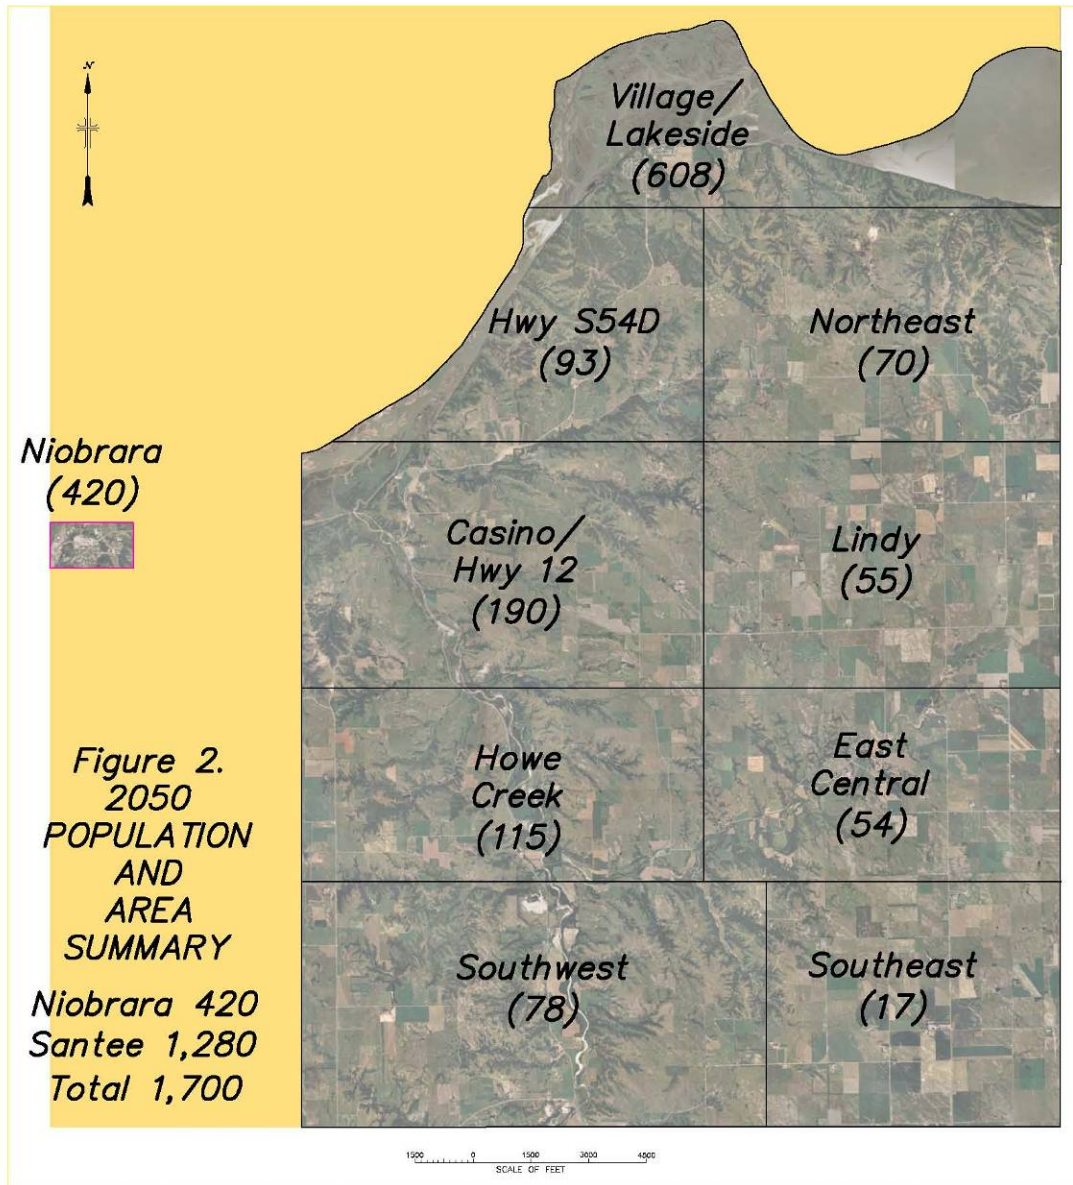 N
Village/
Lakeside
(608)
Hwy S54D
(93)
Northeast
(70)
Niobrara
(420)
Casino/
Hwy 12
(190)
Lindy
(55)
Howe
Creek
(115)
East
Central
(54)
Southwest
(78)
Southeast
(17)
Figure 2.
2050
POPULATION
AND
AREA
SUMMARY
Niobrara 420
Santee 1,280
Total 1,700
1500 0 1500 3000 4500
SCALE OF FEET